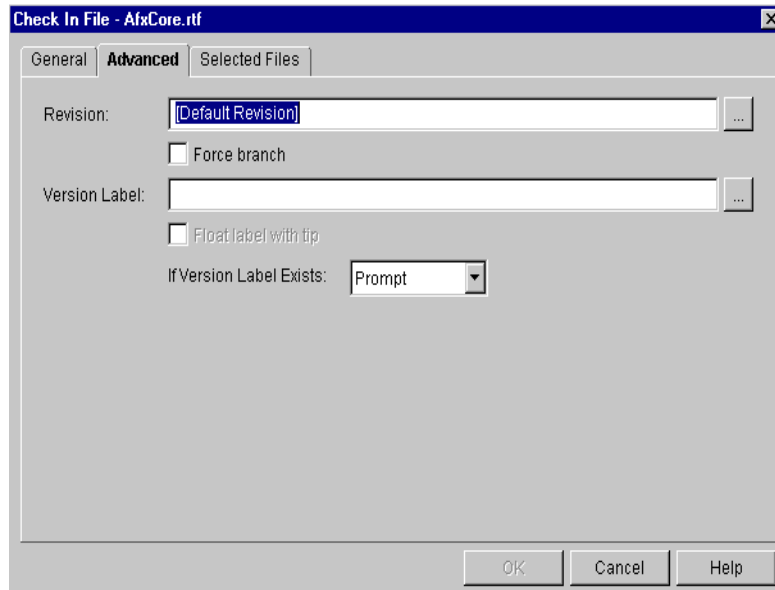 Check In File - AfxCore.rtf
General Advanced Selected Files
Revision: [Default Revision] ...
Force branch
Version Label: ...
Float label with tip
If Version Label Exists: Prompt
OK Cancel Help